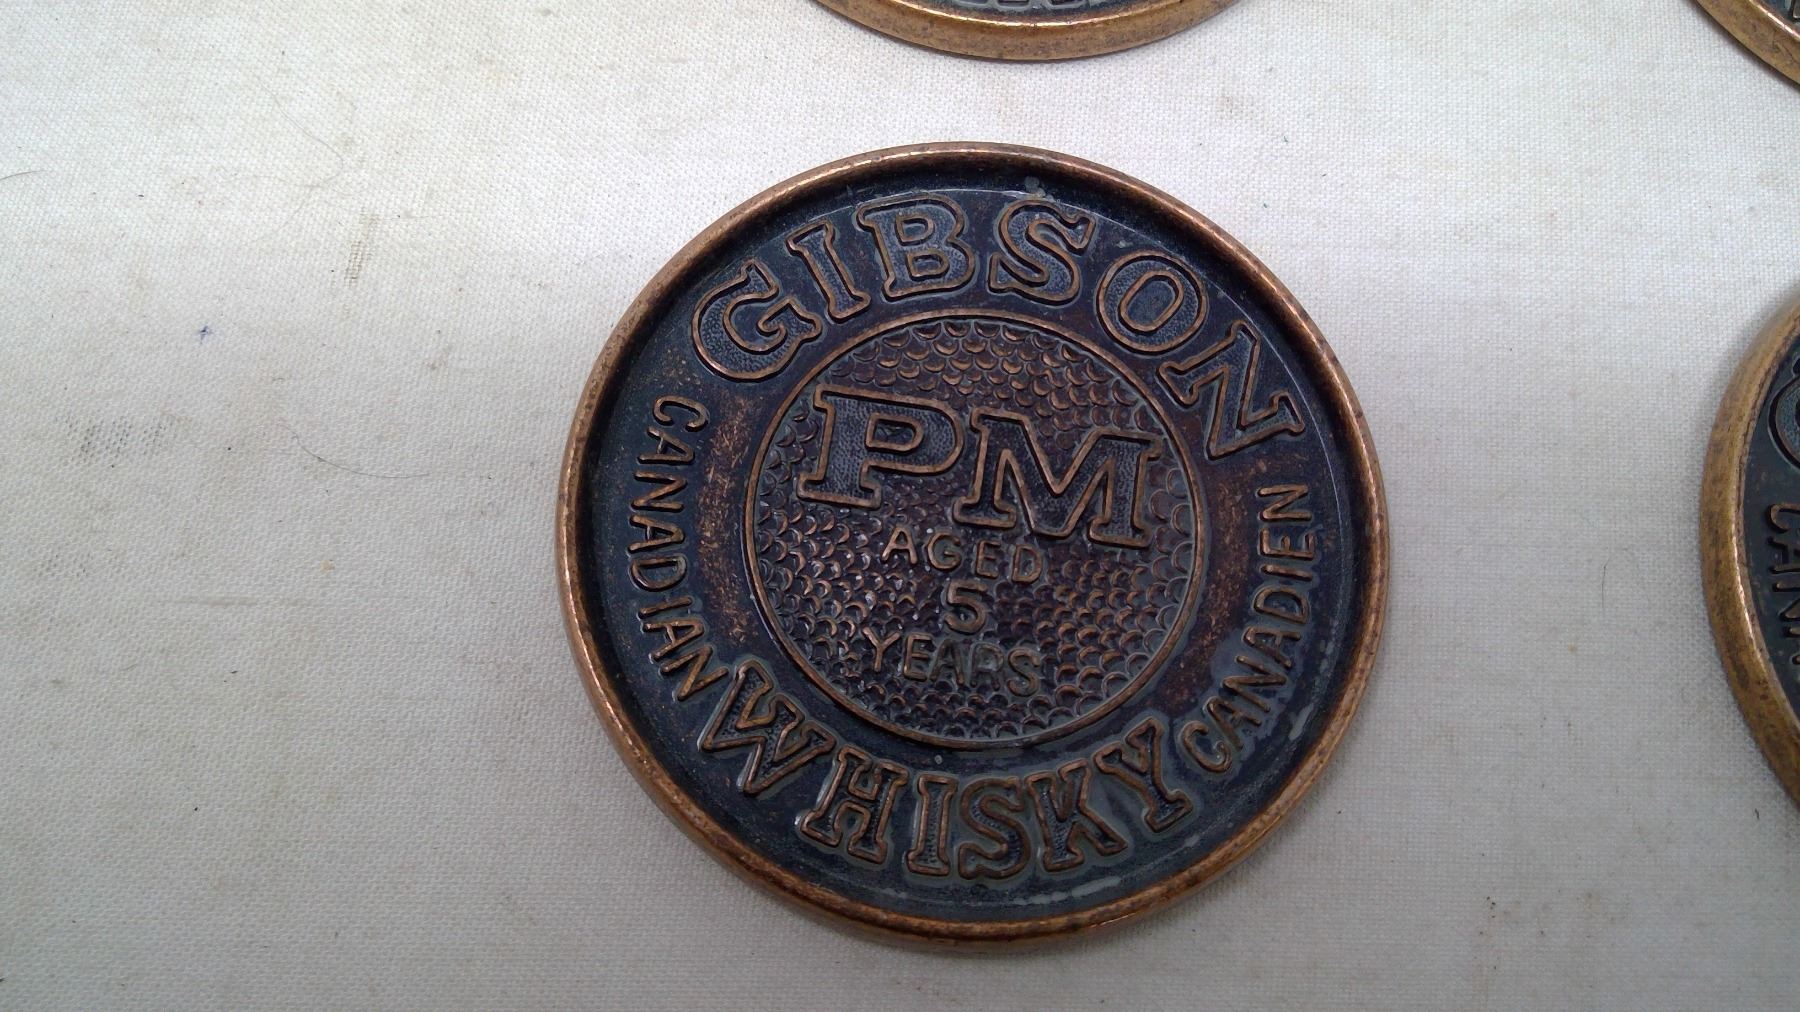 GIBSON
CANADIAN
PM
AGED
5
YEARS
CANADIEN
WHISKY